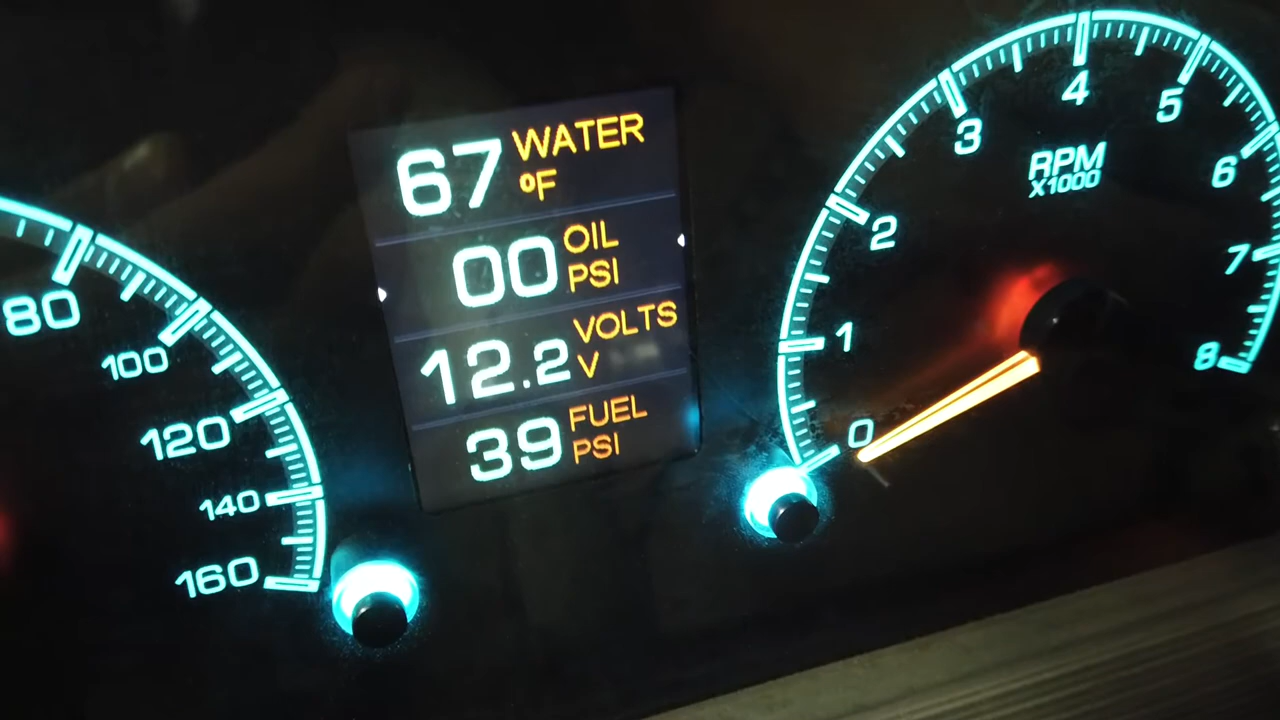 80
100
120
140
160
67 WATER
°F
00 OIL
PSI
12.2 VOLTS
V
39 FUEL
PSI
0
1
2
3
4
5
6
7
8
RPM
X1000